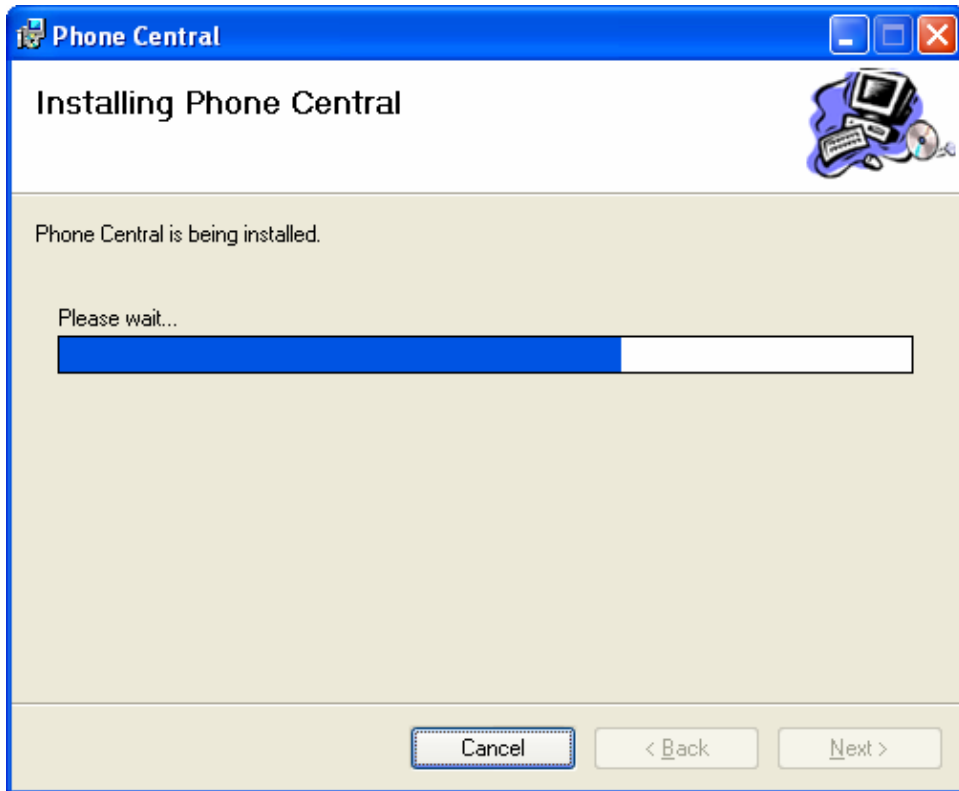 Phone Central
Installing Phone Central
Phone Central is being installed.
Please wait...
Cancel
< Back
Next >